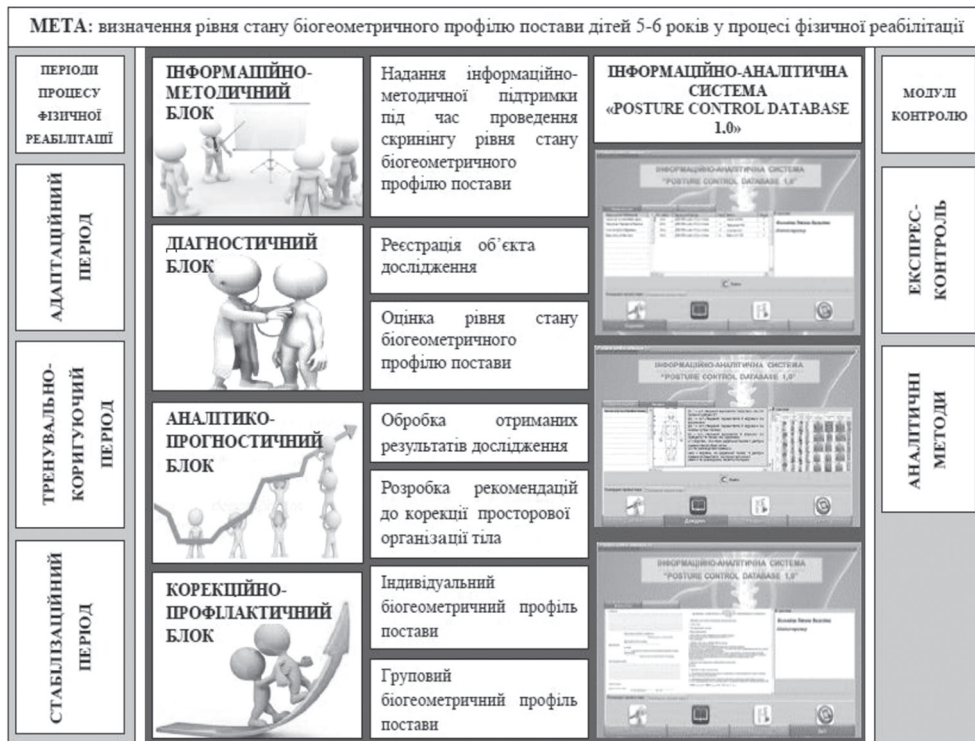 МЕТА: визначення рівня стану біогеометричного профілю постави дітей 5-6 років у процесі фізичної реабілітації
ПЕРІОДИ
ПРОЦЕСУ
ФІЗИЧНОЇ
РЕАБІЛІТАЦІЇ
АДАПТАЦІЙНИЙ
ПЕРІОД
ТРЕНУВАЛЬНО-
КОРИГУЮЧИЙ
ПЕРІОД
СТАБІЛІЗАЦІЙНИЙ
ПЕРІОД
ІНФОРМАЦІЙНО-
МЕТОДИЧНИЙ
БЛОК
ДІАГНОСТИЧНИЙ
БЛОК
АНАЛІТИКО-
ПРОГНОСТИЧНИЙ
БЛОК
КОРЕКЦІЙНО-
ПРОФІЛАКТИЧНИЙ
БЛОК
Надання інформаційно-
методичної підтримки
під час проведення
скринінгу рівня стану
біогеометричного
профілю постави
Реєстрація об’єкта
дослідження
Оцінка рівня стану
біогеометричного
профілю постави
Обробка отриманих
результатів дослідження
Розробка рекомендацій
до корекції просторової
організації тіла
Індивідуальний
біогеометричний профіль
постави
Груповий
біогеометричний профіль
постави
ІНФОРМАЦІЙНО-АНАЛІТИЧНА
СИСТЕМА
«POSTURE CONTROL DATABASE
1.0»
ІНФОРМАЦІЙНО-АНАЛІТИЧНА СИСТЕМА
"POSTURE CONTROL DATABASE 1,0"
ІНФОРМАЦІЙНО-АНАЛІТИЧНА СИСТЕМА
"POSTURE CONTROL DATABASE 1,0"
ІНФОРМАЦІЙНО-АНАЛІТИЧНА СИСТЕМА
"POSTURE CONTROL DATABASE 1,0"
МОДУЛІ
КОНТРОЛЮ
ЕКСПРЕС-
КОНТРОЛЬ
АНАЛІТИЧНІ
МЕТОДИ